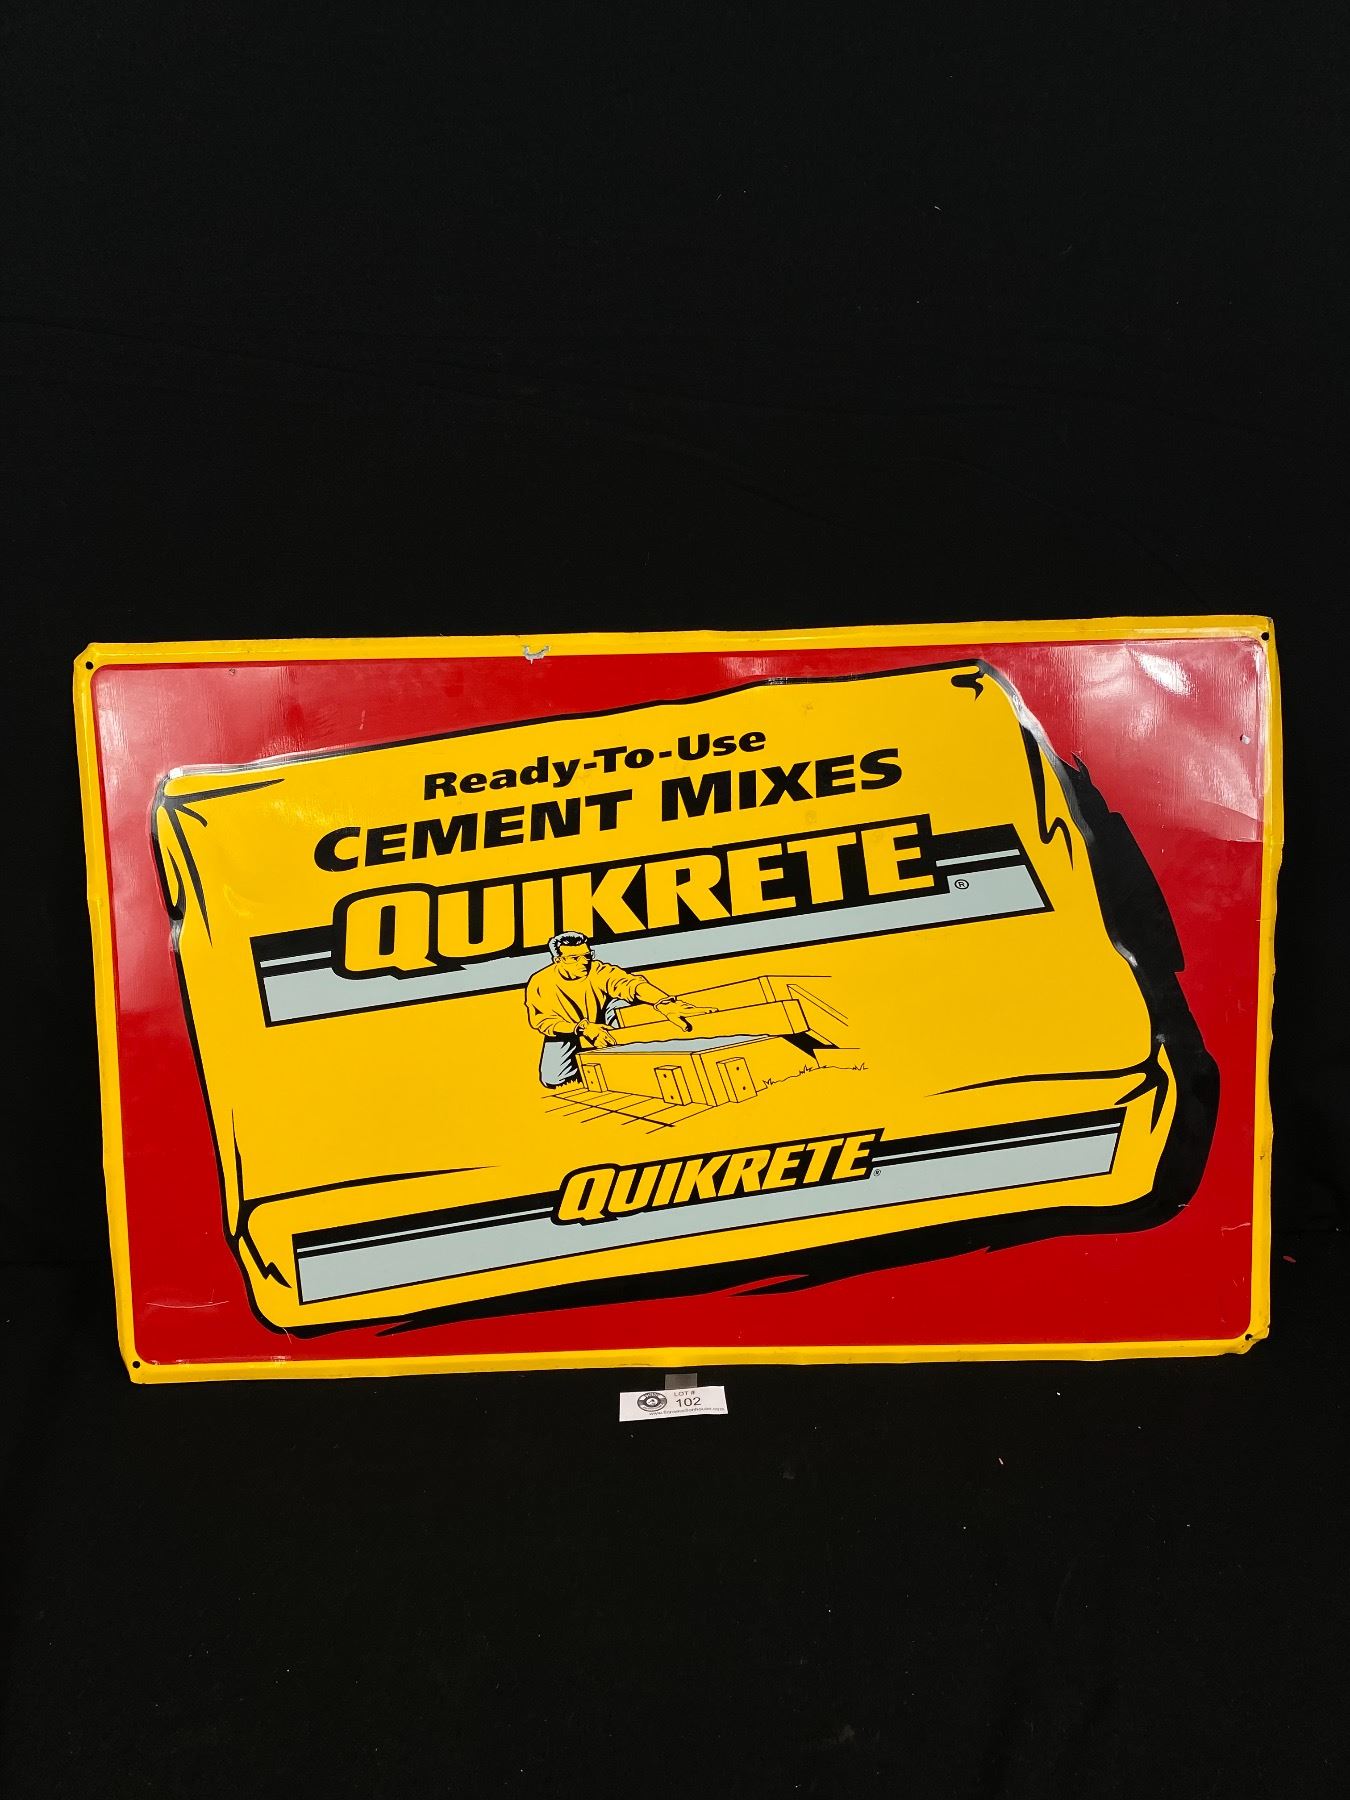 Ready-To-Use
CEMENT MIXES
QUIKRETE®
QUIKRETE®
LOT #
102